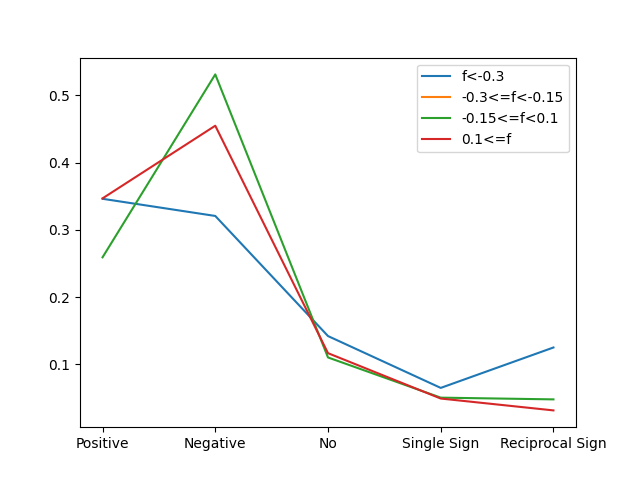 f<-0.3
-0.3<=f<-0.15
-0.15<=f<0.1
0.1<=f
0.5
0.4
0.3
0.2
0.1
Positive
Negative
No
Single Sign
Reciprocal Sign